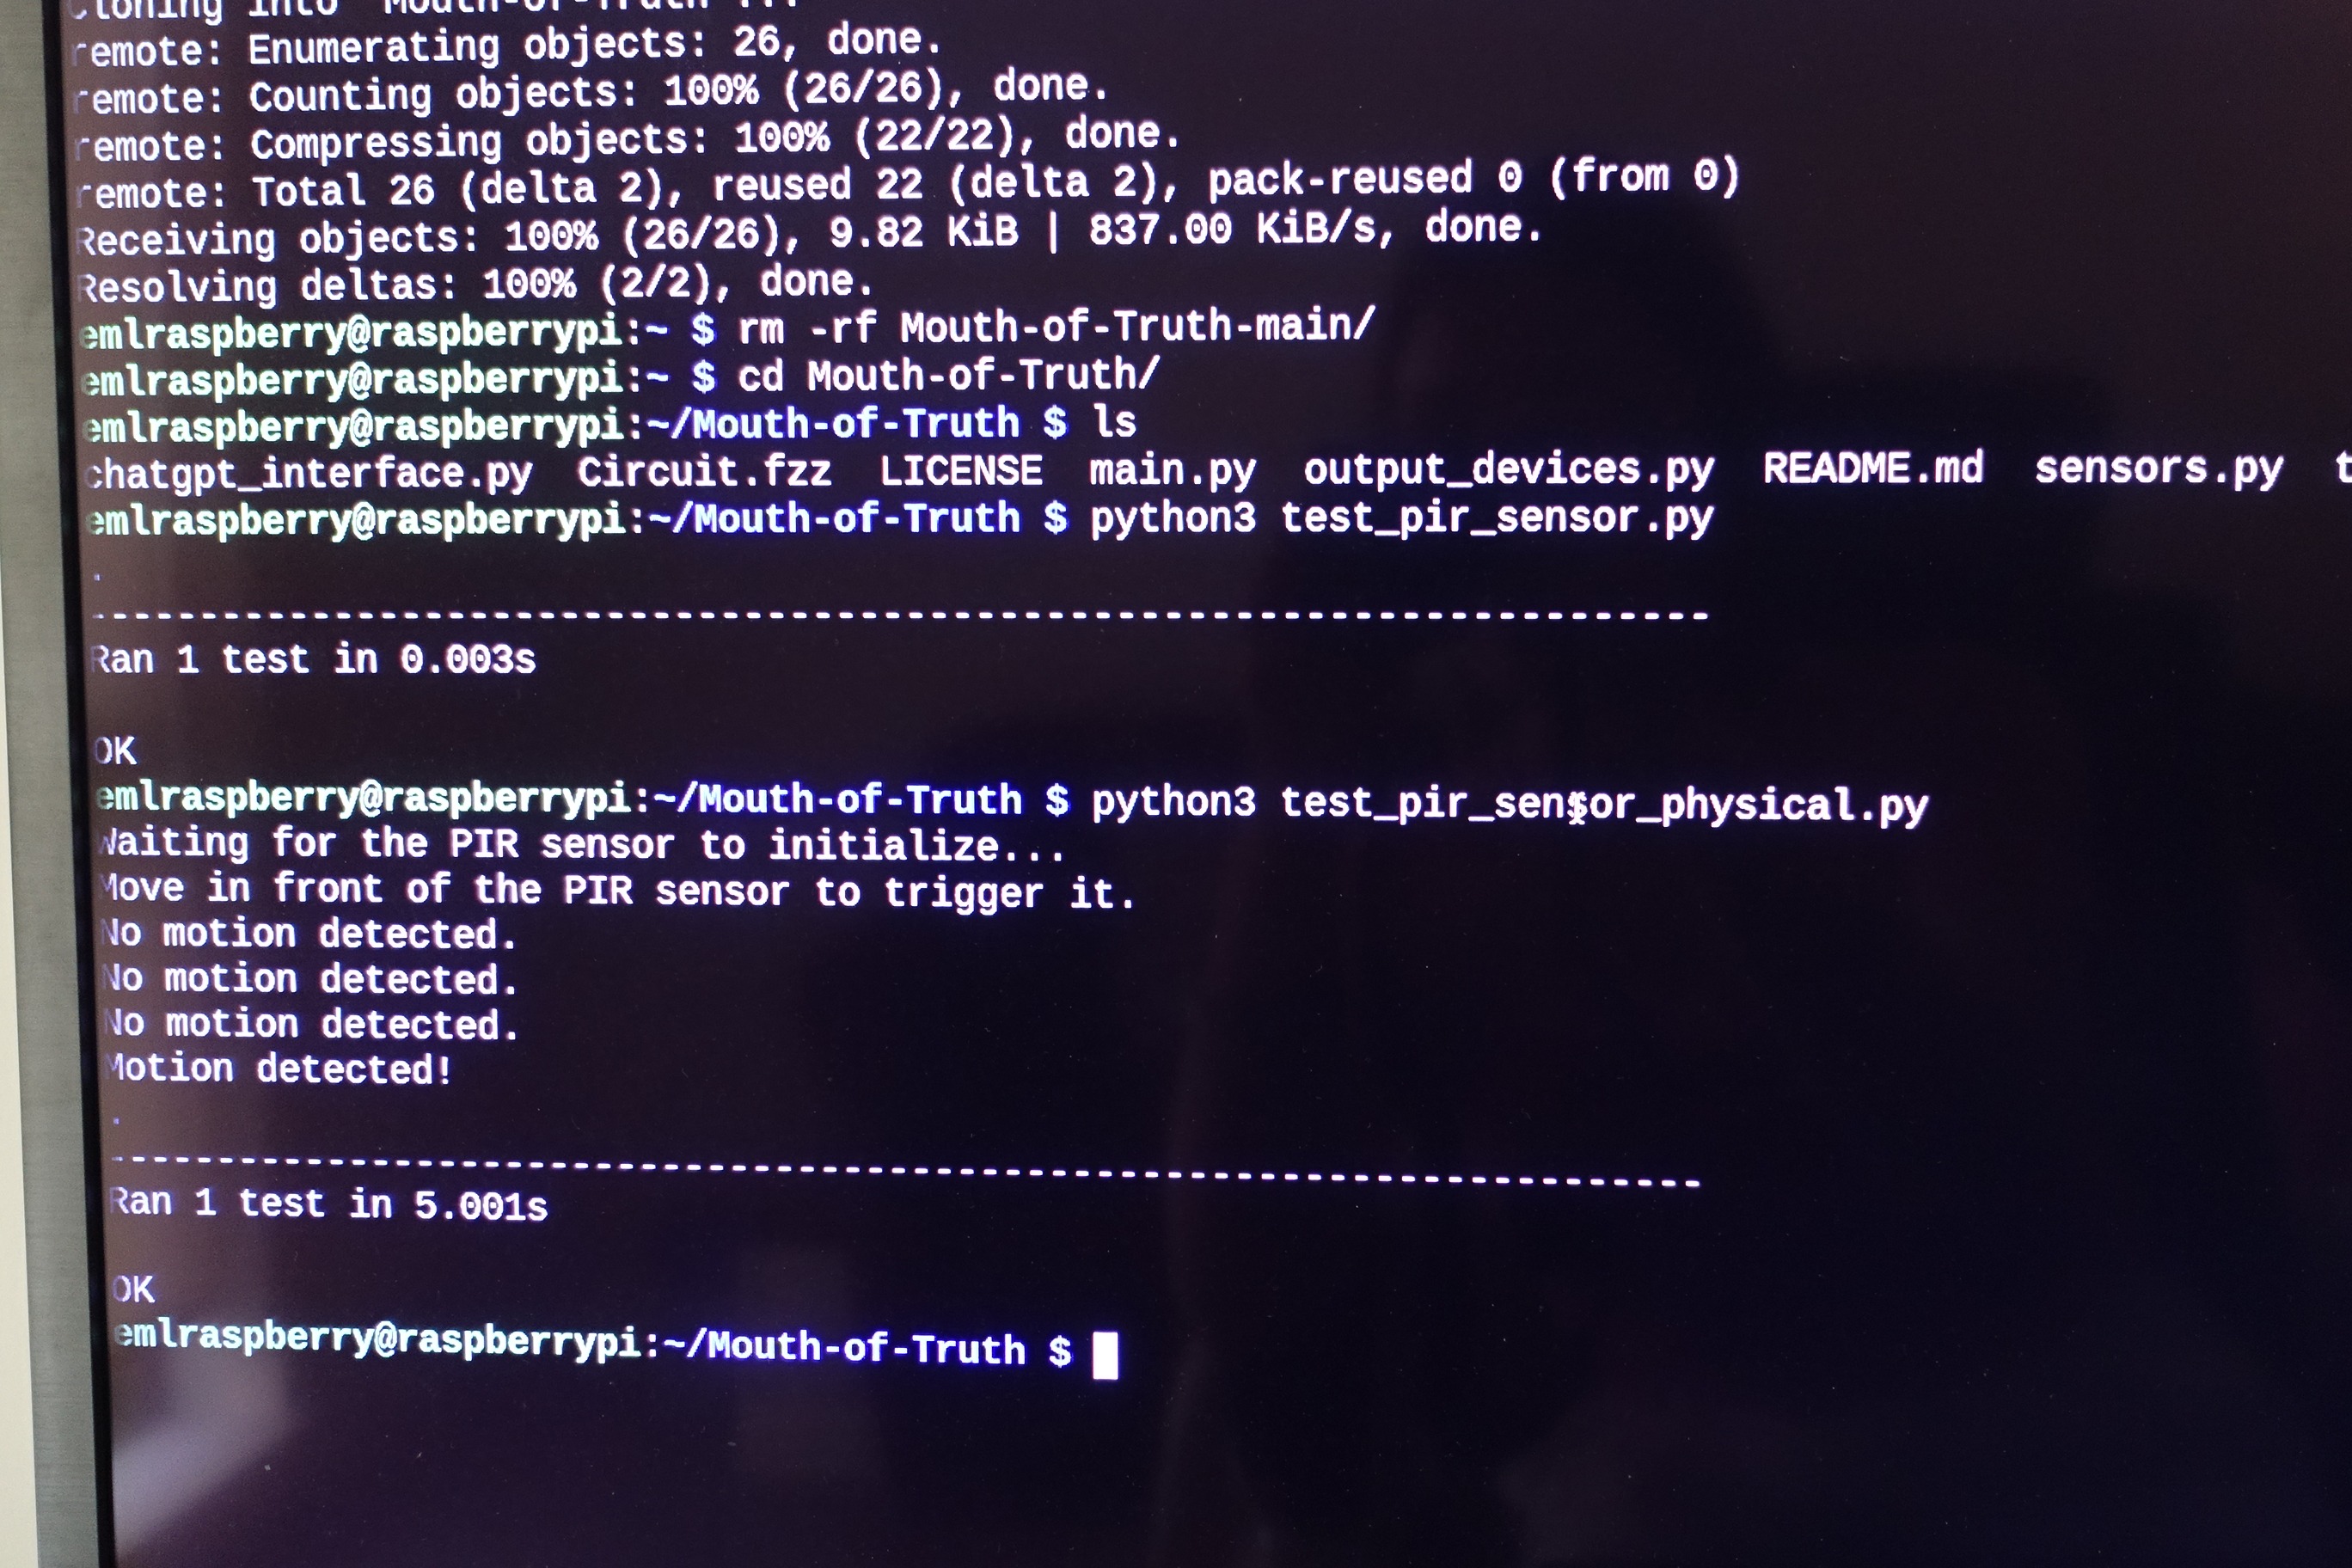 Cloning into 'Mouth-of-Truth'...
remote: Enumerating objects: 26, done.
remote: Counting objects: 100% (26/26), done.
remote: Compressing objects: 100% (22/22), done.
remote: Total 26 (delta 2), reused 22 (delta 2), pack-reused 0 (from 0)
Receiving objects: 100% (26/26), 9.82 KiB | 837.00 KiB/s, done.
Resolving deltas: 100% (2/2), done.
emlraspberry@raspberrypi:~ $ rm -rf Mouth-of-Truth-main/
emlraspberry@raspberrypi:~ $ cd Mouth-of-Truth/
emlraspberry@raspberrypi:~/Mouth-of-Truth $ ls
chatgpt_interface.py  Circuit.fzz  LICENSE  main.py  output_devices.py  README.md  sensors.py
emlraspberry@raspberrypi:~/Mouth-of-Truth $ python3 test_pir_sensor.py
.
----------------------------------------------------------------------
Ran 1 test in 0.003s
OK
emlraspberry@raspberrypi:~/Mouth-of-Truth $ python3 test_pir_sensor_physical.py
Waiting for the PIR sensor to initialize...
Move in front of the PIR sensor to trigger it.
No motion detected.
No motion detected.
No motion detected.
Motion detected!
.
----------------------------------------------------------------------
Ran 1 test in 5.001s
OK
emlraspberry@raspberrypi:~/Mouth-of-Truth $